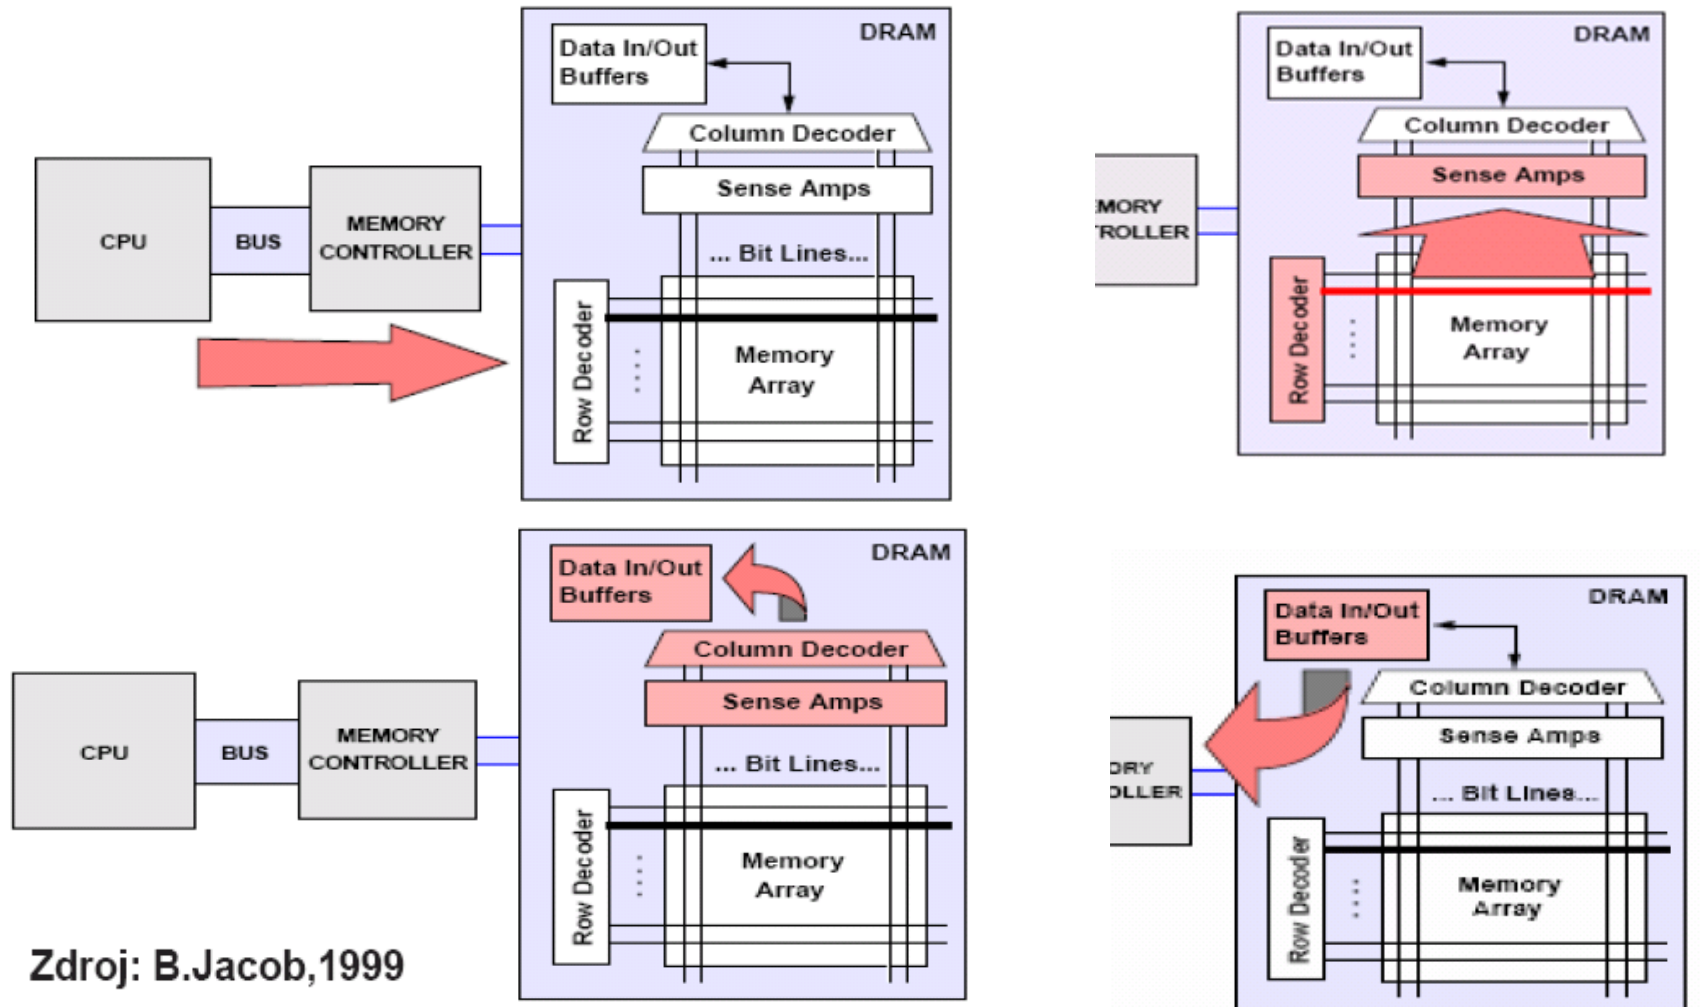 DRAM
Data In/Out
Buffers
Column Decoder
Sense Amps
... Bit Lines...
Row Decoder
Memory
Array
CPU
BUS
MEMORY
CONTROLLER
DRAM
Data In/Out
Buffers
Column Decoder
Sense Amps
EMORY
TROLLER
Row Decoder
Memory
Array
DRAM
Data In/Out
Buffers
Column Decoder
Sense Amps
... Bit Lines...
Row Decoder
Memory
Array
CPU
BUS
MEMORY
CONTROLLER
DRAM
Data In/Out
Buffers
Column Decoder
Sense Amps
... Bit Lines...
ORY
OLLER
Row Decoder
Memory
Array
Zdroj: B.Jacob,1999